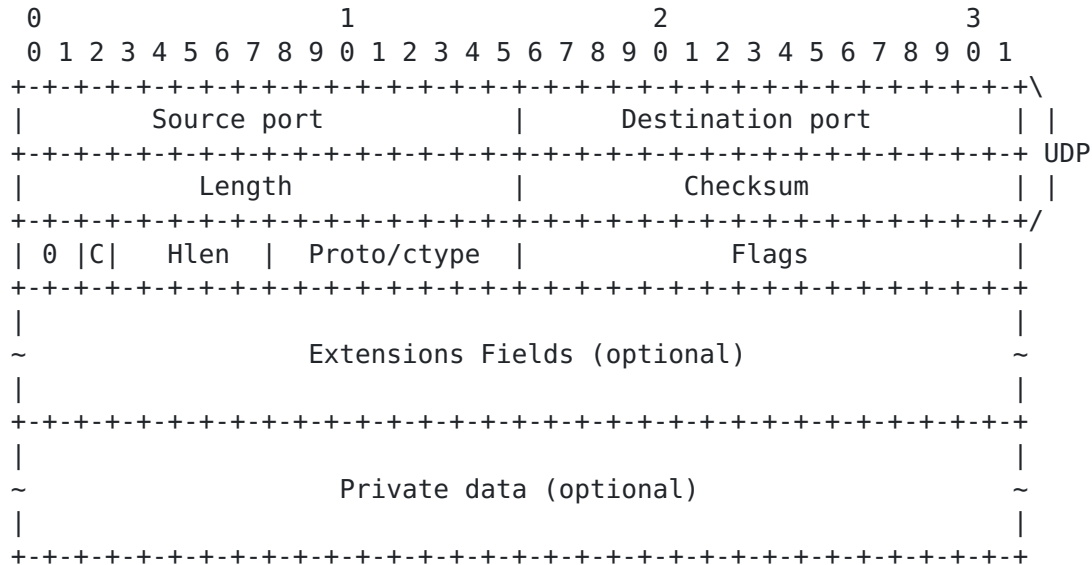 0                   1                   2                   3
 0 1 2 3 4 5 6 7 8 9 0 1 2 3 4 5 6 7 8 9 0 1 2 3 4 5 6 7 8 9 0 1
+-+-+-+-+-+-+-+-+-+-+-+-+-+-+-+-+-+-+-+-+-+-+-+-+-+-+-+-+-+-+-+-+\
|        Source port            |      Destination port         | |
+-+-+-+-+-+-+-+-+-+-+-+-+-+-+-+-+-+-+-+-+-+-+-+-+-+-+-+-+-+-+-+-+ UDP
|           Length              |          Checksum             | |
+-+-+-+-+-+-+-+-+-+-+-+-+-+-+-+-+-+-+-+-+-+-+-+-+-+-+-+-+-+-+-+-+/
| 0 |C|   Hlen  |  Proto/ctype  |             Flags             |
+-+-+-+-+-+-+-+-+-+-+-+-+-+-+-+-+-+-+-+-+-+-+-+-+-+-+-+-+-+-+-+-+
|                                                               |
~                  Extensions Fields (optional)                 ~
|                                                               |
+-+-+-+-+-+-+-+-+-+-+-+-+-+-+-+-+-+-+-+-+-+-+-+-+-+-+-+-+-+-+-+-+
|                                                               |
~                    Private data (optional)                    ~
|                                                               |
+-+-+-+-+-+-+-+-+-+-+-+-+-+-+-+-+-+-+-+-+-+-+-+-+-+-+-+-+-+-+-+-+